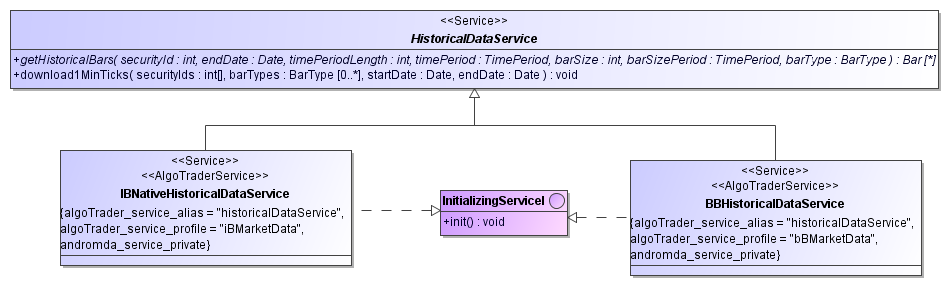 <<Service>>
HistoricalDataService
+getHistoricalBars( securityId : int, endDate : Date, timePeriodLength : int, timePeriod : TimePeriod, barSize : int, barSizePeriod : TimePeriod, barType : BarType ) : Bar [*]
+download1MinTicks( securityIds : int[], barTypes : BarType [0..*], startDate : Date, endDate : Date ) : void
<<Service>>
<<AlgoTraderService>>
IBNativeHistoricalDataService
{algoTrader_service_alias = "historicalDataService",
algoTrader_service_profile = "iBMarketData",
andromda_service_private}
InitializingServiceI
+init() : void
<<Service>>
<<AlgoTraderService>>
BBHistoricalDataService
{algoTrader_service_alias = "historicalDataService",
algoTrader_service_profile = "bBMarketData",
andromda_service_private}